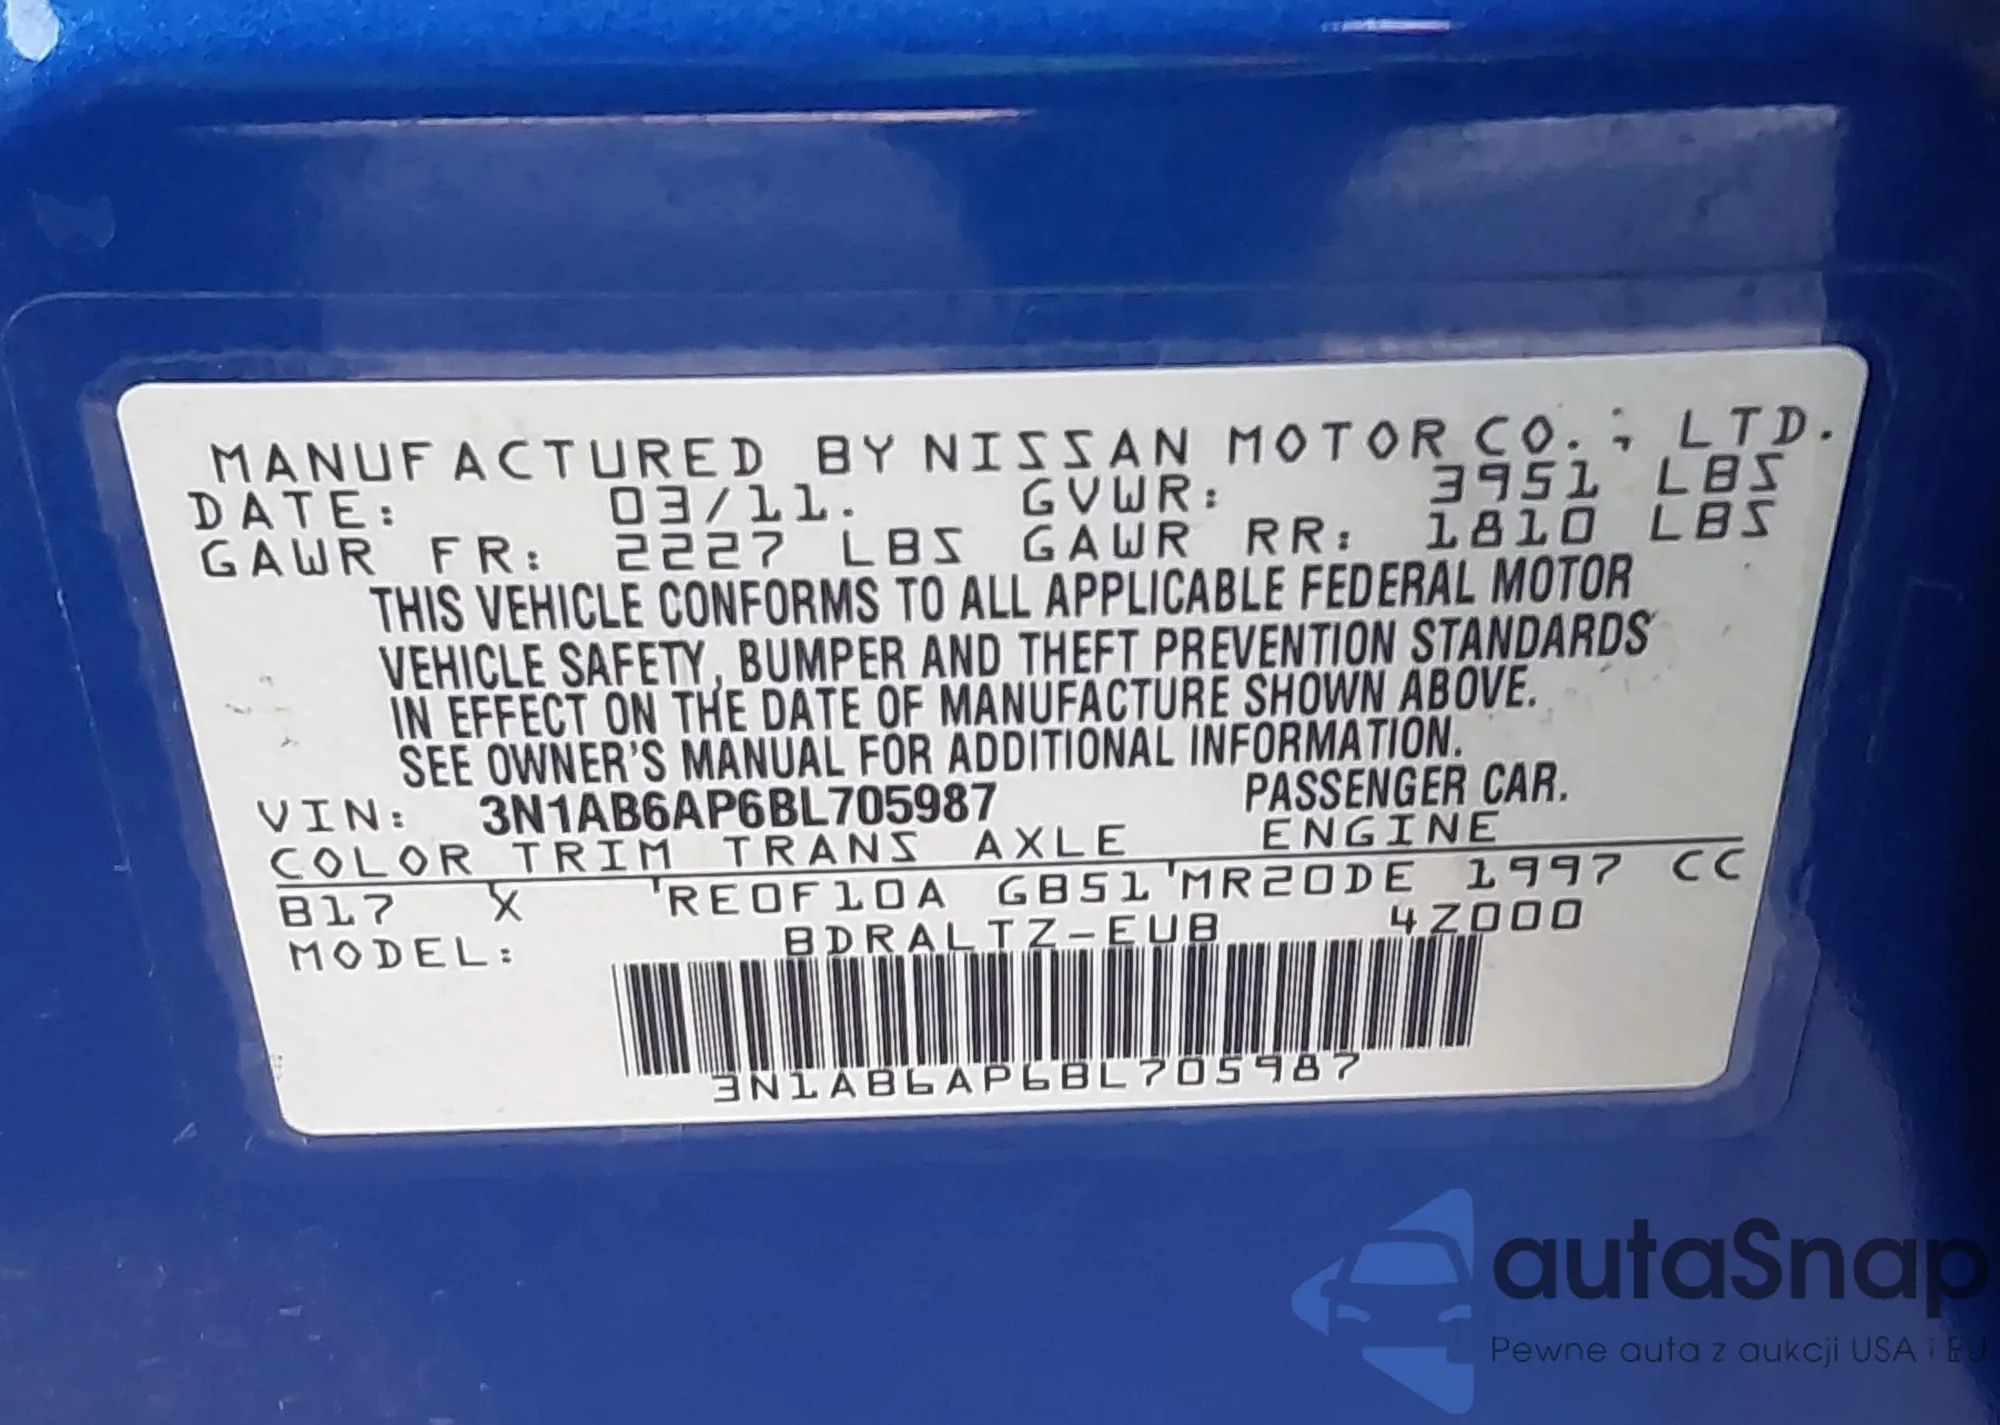 MANUFACTURED BY NISSAN MOTOR CO., LTD.
DATE: 03/11. GVWR: 3951 LBS
GAWR FR: 2227 LBS GAWR RR: 1810 LBS
THIS VEHICLE CONFORMS TO ALL APPLICABLE FEDERAL MOTOR
VEHICLE SAFETY, BUMPER AND THEFT PREVENTION STANDARDS
IN EFFECT ON THE DATE OF MANUFACTURE SHOWN ABOVE.
SEE OWNER'S MANUAL FOR ADDITIONAL INFORMATION.
VIN: 3N1AB6AP6BL705987 PASSENGER CAR.
COLOR TRIM TRANS AXLE ENGINE
B17 X 'RE0F10A GB51'MR20DE 1997 CC
MODEL: BDRALTZ-EUB 4Z000
3N1AB6AP6BL705987
autaSnap
Pewne auta z aukcji USA i EU